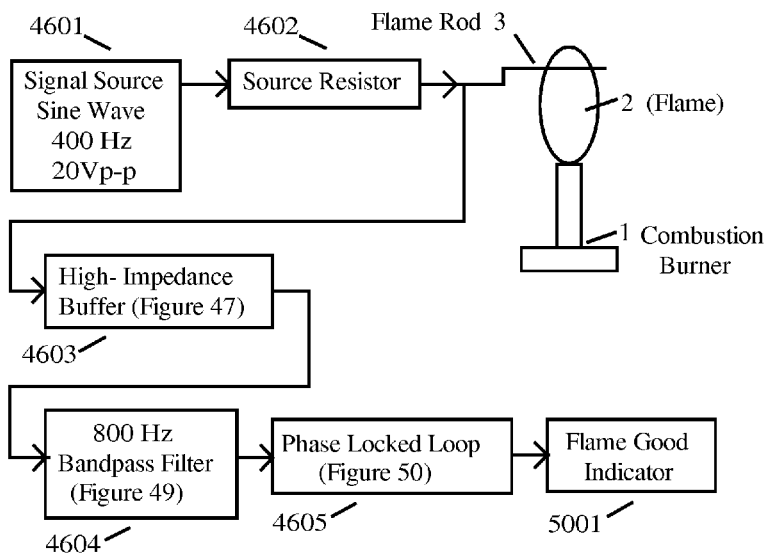 4601
4602
Flame Rod 3
Signal Source
Sine Wave
400 Hz
20Vp-p
Source Resistor
2 (Flame)
1 Combustion
Burner
High- Impedance
Buffer (Figure 47)
4603
800 Hz
Bandpass Filter
(Figure 49)
4604
Phase Locked Loop
(Figure 50)
4605
Flame Good
Indicator
5001